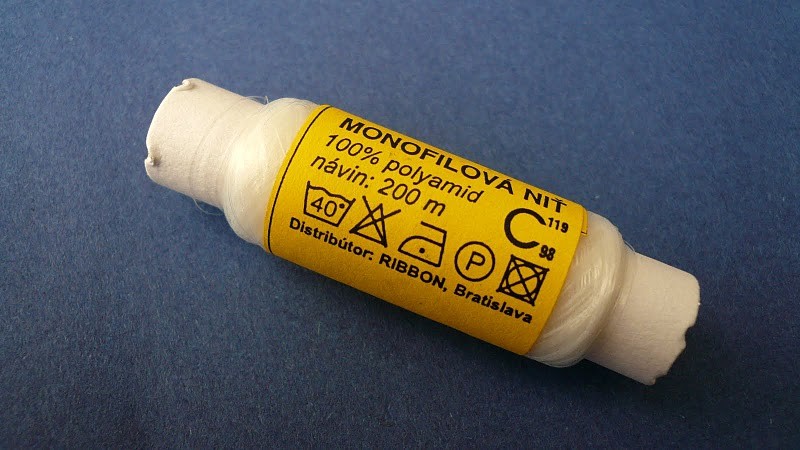 MONOFILOVÁ NIŤ
100% polyamid
návin: 200 m
C 119 98
40° P
Distribútor: RIBBON, Bratislava